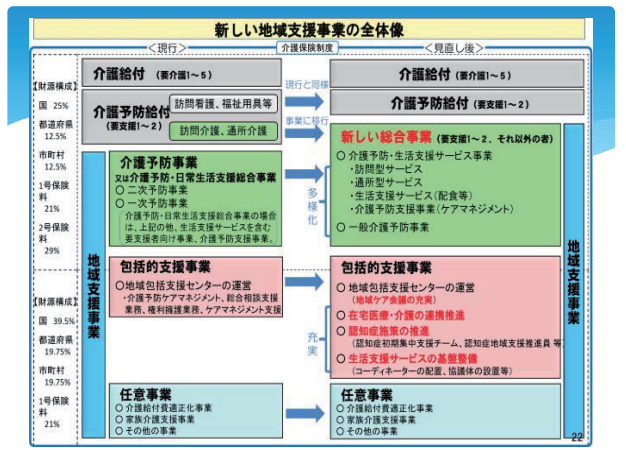 新しい地域支援事業の全体像
＜現行＞
介護保険制度
＜見直し後＞
【財源構成】
国 25%
都道府県
12.5%
市町村
12.5%
1号保険
料
21%
2号保険
料
29%
【財源構成】
国 39.5%
都道府県
19.75%
市町村
19.75%
1号保険
料
21%
地域支援事業
介護給付（要介護1～5）
介護予防給付
（要支援1～2）
訪問看護、福祉用具等
訪問介護、通所介護
介護予防事業
又は介護予防・日常生活支援総合事業
○ 二次予防事業
○ 一次予防事業
介護予防・日常生活支援総合事業の場合
は、上記の他、生活支援サービスを含む
要支援者向け事業、介護予防支援事業。
包括的支援事業
○地域包括支援センターの運営
・介護予防ケアマネジメント、総合相談支援
業務、権利擁護業務、ケアマネジメント支援
任意事業
○ 介護給付費適正化事業
○ 家族介護支援事業
○ その他の事業
現行と同様
事業に移行
多様化
充実
介護給付（要介護1～5）
介護予防給付（要支援1～2）
新しい総合事業（要支援1～2、それ以外の者）
○ 介護予防・生活支援サービス事業
・訪問型サービス
・通所型サービス
・生活支援サービス（配食等）
・介護予防支援事業（ケアマネジメント）
○ 一般介護予防事業
包括的支援事業
○ 地域包括支援センターの運営
（地域ケア会議の充実）
○ 在宅医療・介護の連携推進
○ 認知症施策の推進
（認知症初期集中支援チーム、認知症地域支援推進員 等）
○ 生活支援サービスの基盤整備
（コーディネーターの配置、協議体の設置等）
任意事業
○ 介護給付費適正化事業
○ 家族介護支援事業
○ その他の事業
地域支援事業
22